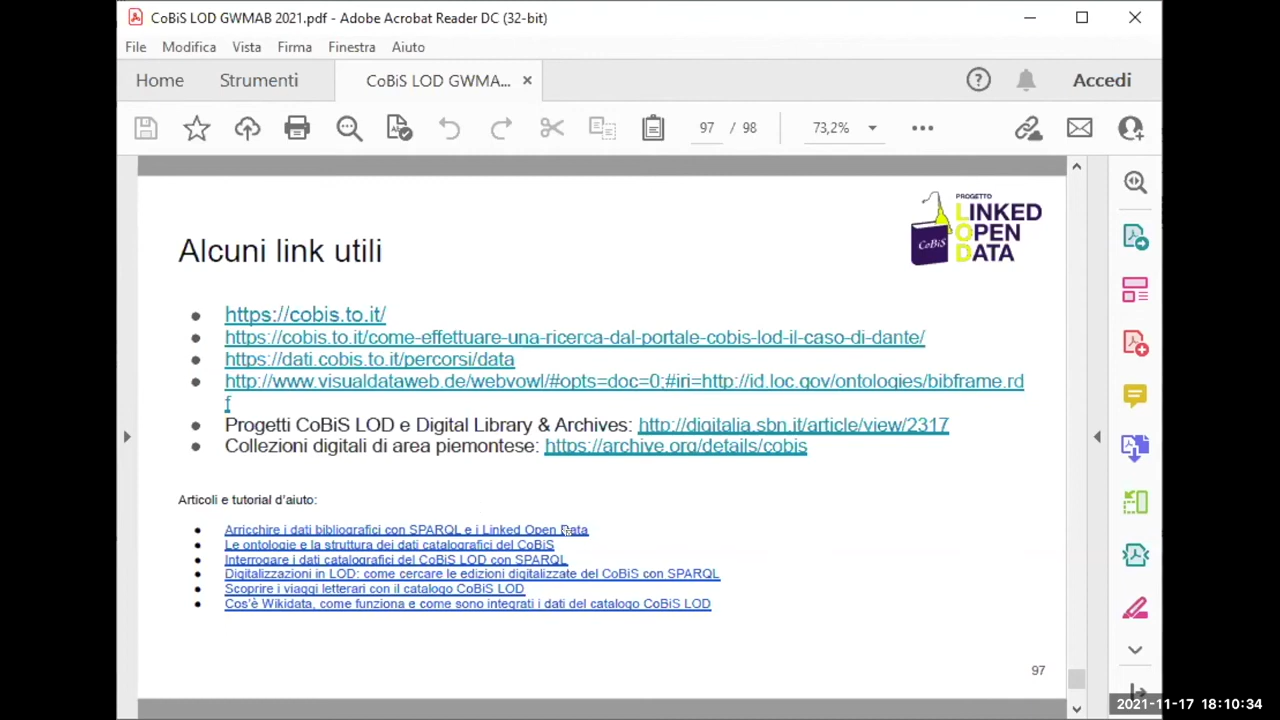 CoBiS LOD GWMAB 2021.pdf - Adobe Acrobat Reader DC (32-bit)
File Modifica Vista Firma Finestra Aiuto
Home Strumenti CoBiS LOD GWMA... × Accedi
97 / 98 73,2%
PROGETTO
LINKED
OPEN
DATA
CoBiS
Alcuni link utili
● https://cobis.to.it/
● https://cobis.to.it/come-effettuare-una-ricerca-dal-portale-cobis-lod-il-caso-di-dante/
● https://dati.cobis.to.it/percorsi/data
● http://www.visualdataweb.de/webvowl/#opts=doc=0;#iri=http://id.loc.gov/ontologies/bibframe.rd
f
● Progetti CoBiS LOD e Digital Library & Archives: http://digitalia.sbn.it/article/view/2317
● Collezioni digitali di area piemontese: https://archive.org/details/cobis
Articoli e tutorial d'aiuto:
● Arricchire i dati bibliografici con SPARQL e i Linked Open Data
● Le ontologie e la struttura dei dati catalografici del CoBiS
● Interrogare i dati catalografici del CoBiS LOD con SPARQL
● Digitalizzazioni in LOD: come cercare le edizioni digitalizzate del CoBiS con SPARQL
● Scoprire i viaggi letterari con il catalogo CoBiS LOD
● Cos'è Wikidata, come funziona e come sono integrati i dati del catalogo CoBiS LOD
97
2021-11-17 18:10:34